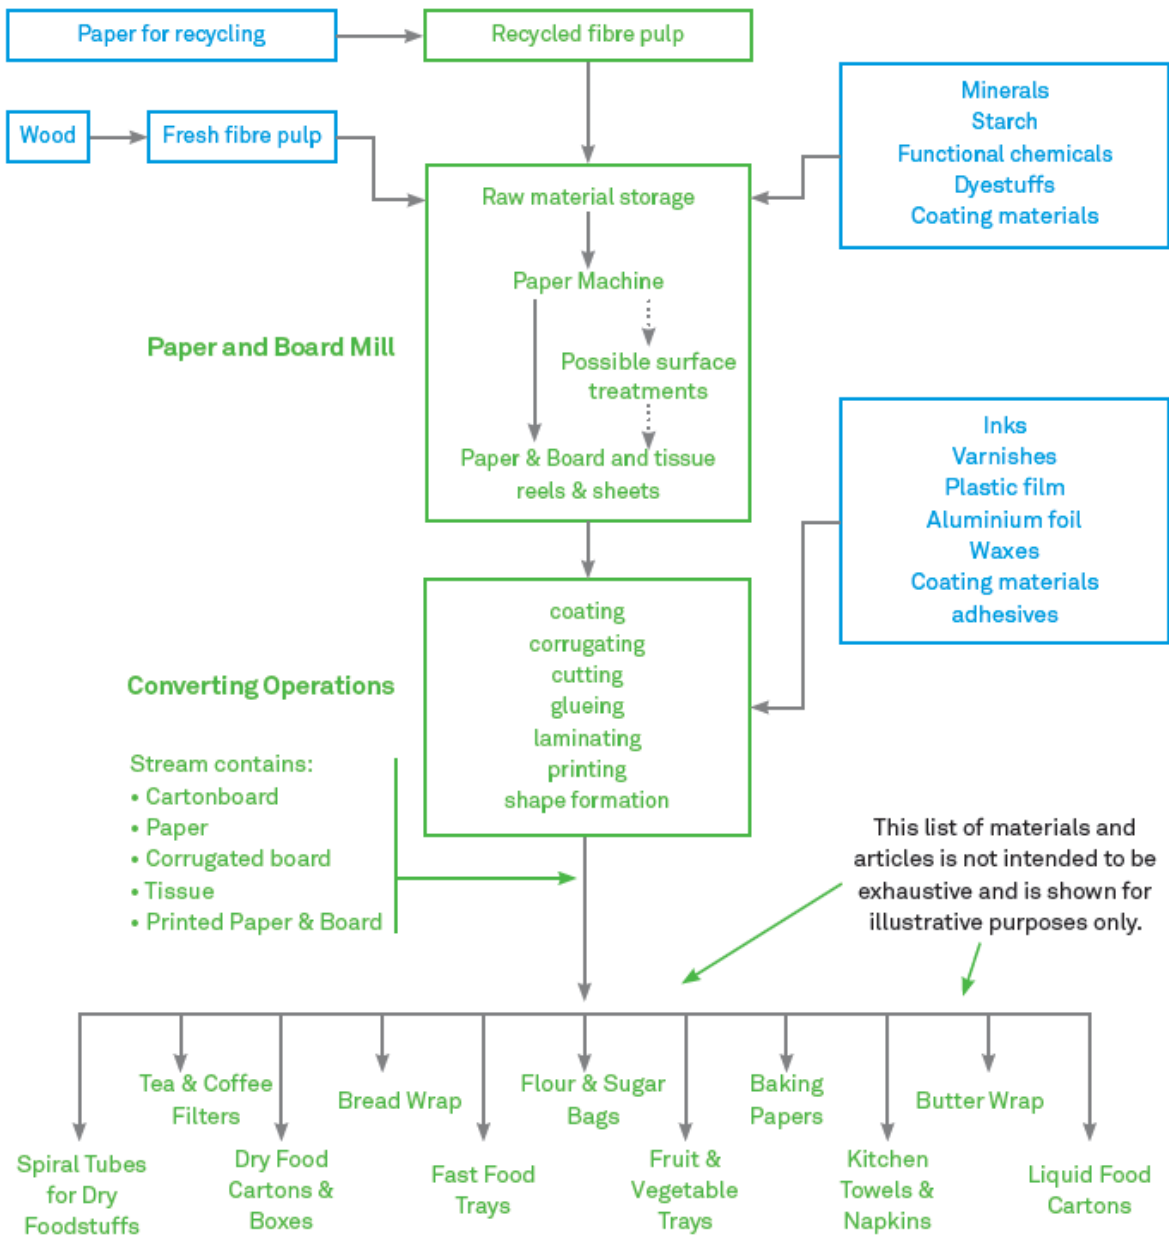 Paper for recycling
Recycled fibre pulp
Wood
Fresh fibre pulp
Minerals
Starch
Functional chemicals
Dyestuffs
Coating materials
Raw material storage
Paper Machine
Possible surface
treatments
Paper & Board and tissue
reels & sheets
Paper and Board Mill
Inks
Varnishes
Plastic film
Aluminium foil
Waxes
Coating materials
adhesives
coating
corrugating
cutting
glueing
laminating
printing
shape formation
Converting Operations
Stream contains:
• Cartonboard
• Paper
• Corrugated board
• Tissue
• Printed Paper & Board
This list of materials and
articles is not intended to be
exhaustive and is shown for
illustrative purposes only.
Spiral Tubes
for Dry
Foodstuffs
Tea & Coffee
Filters
Dry Food
Cartons &
Boxes
Bread Wrap
Fast Food
Trays
Flour & Sugar
Bags
Fruit &
Vegetable
Trays
Baking
Papers
Kitchen
Towels &
Napkins
Butter Wrap
Liquid Food
Cartons